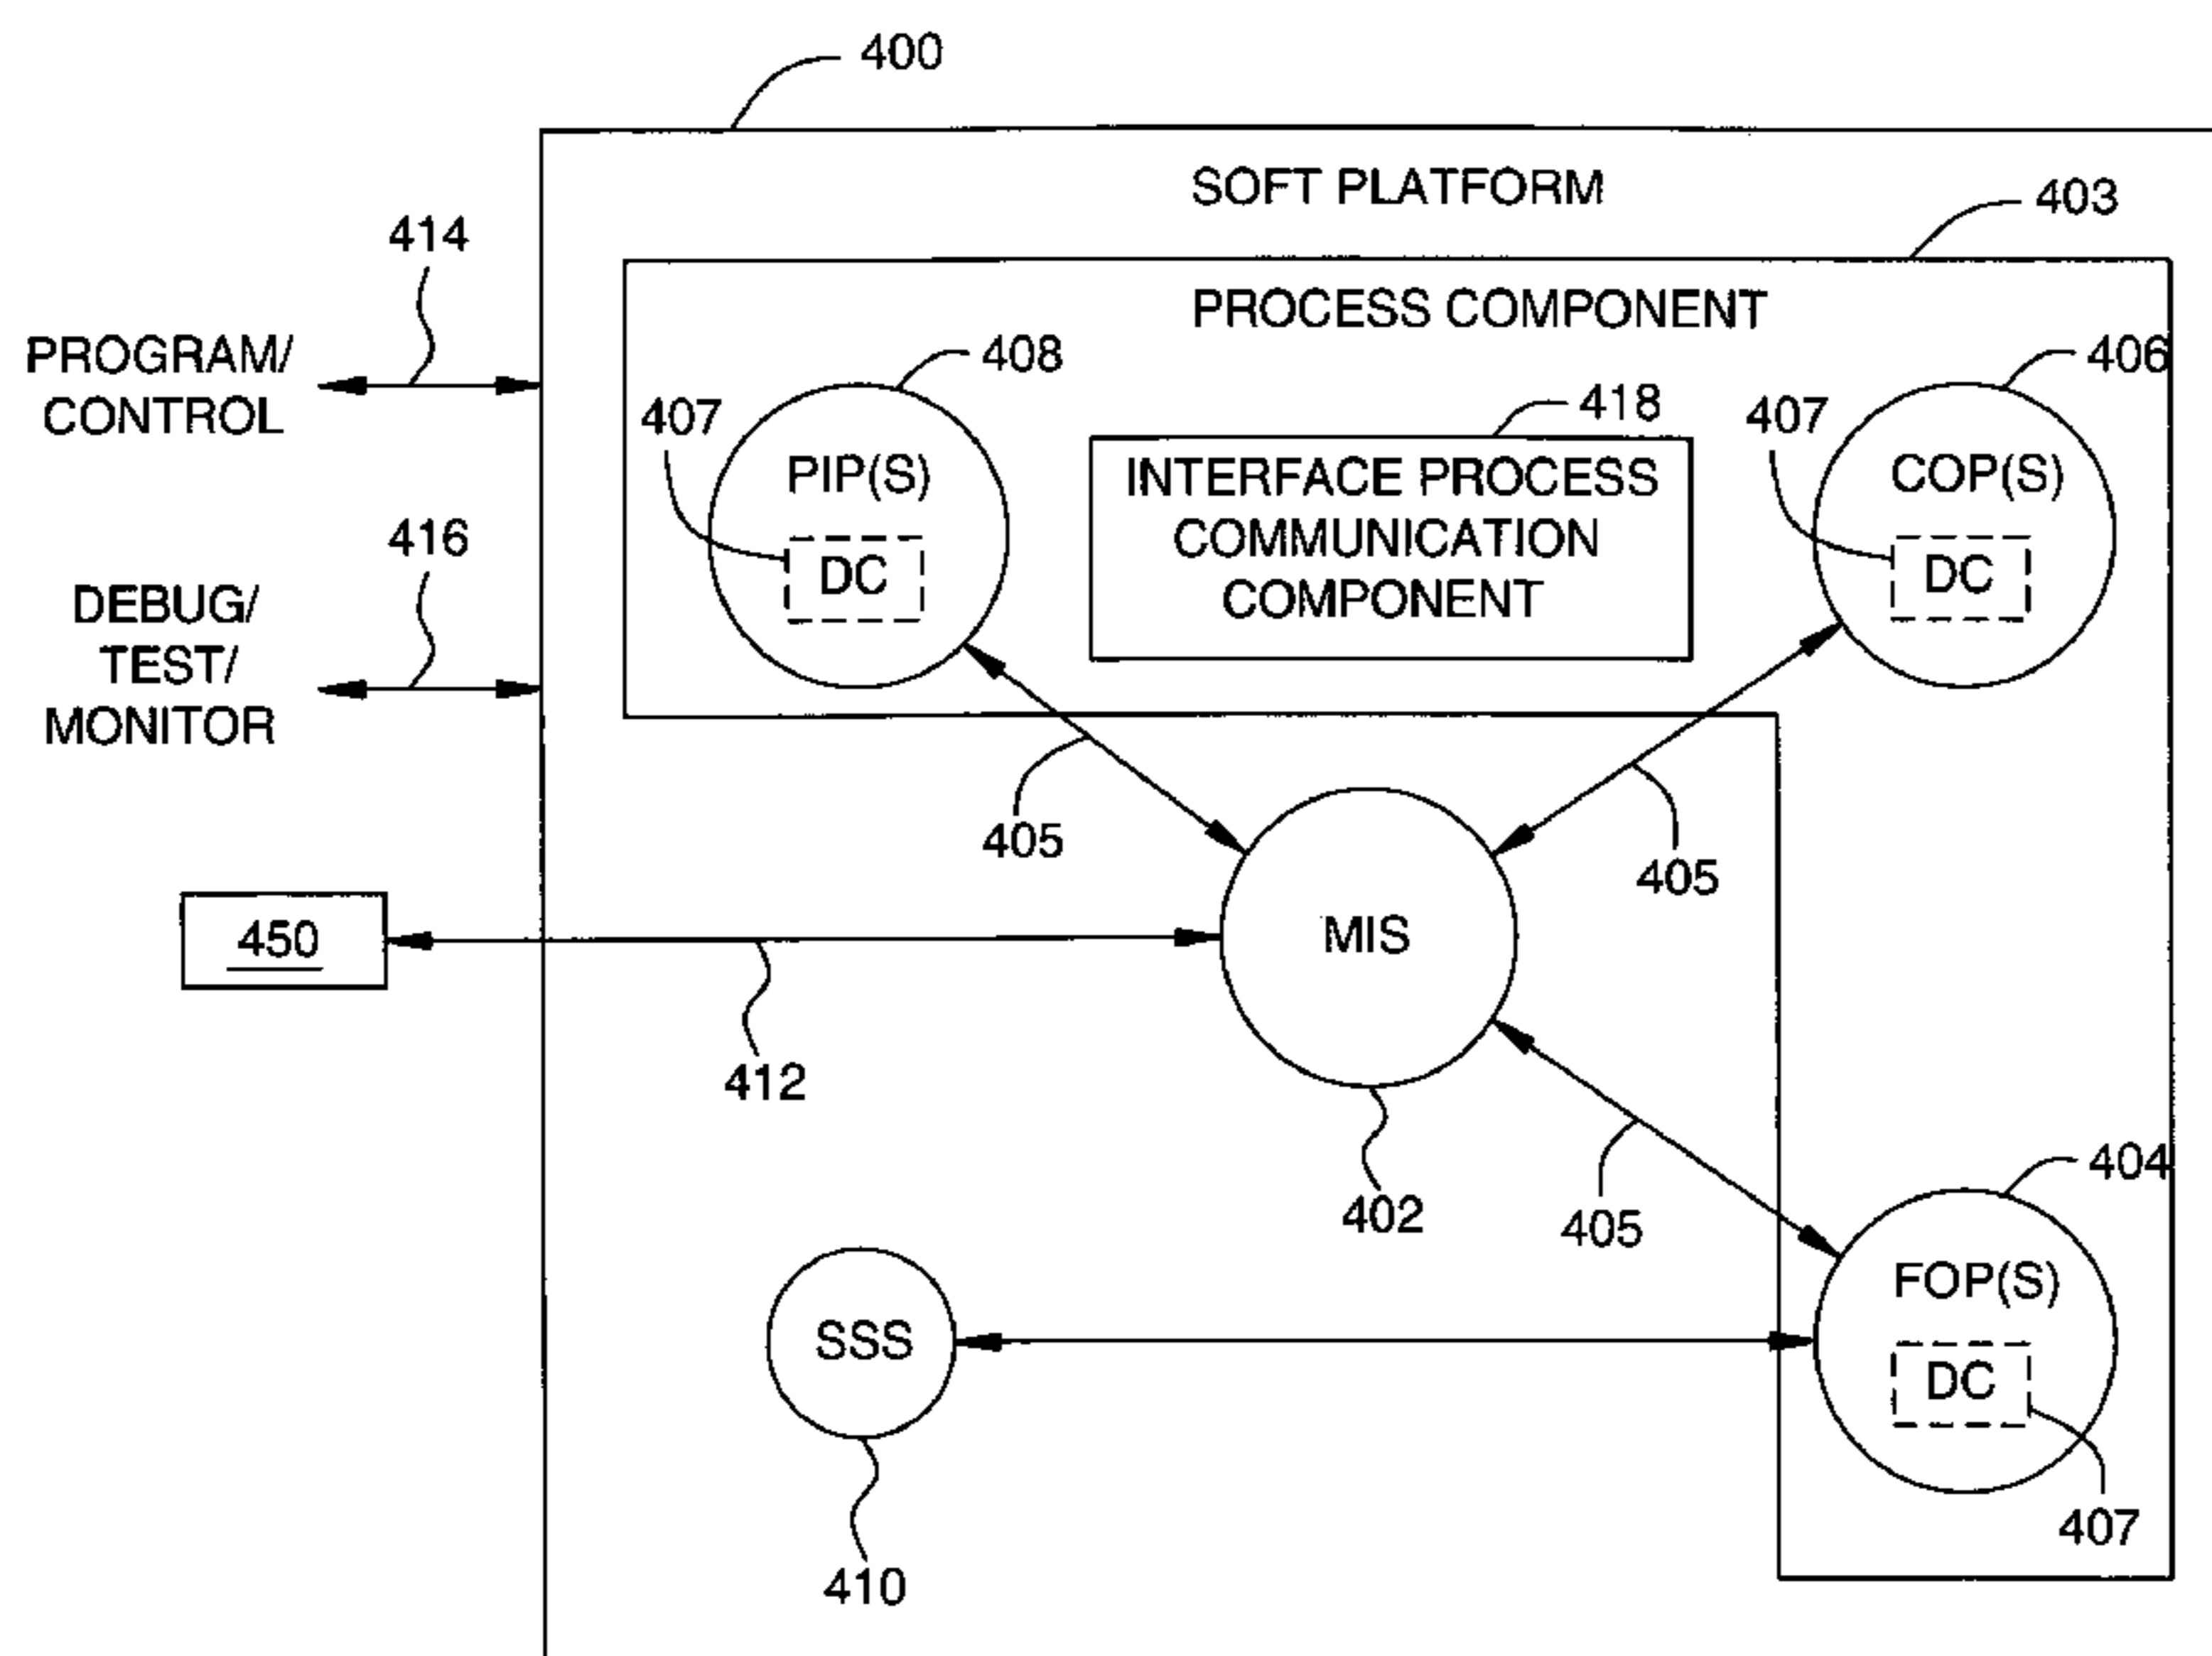 400
SOFT PLATFORM
403
414
PROGRAM/
CONTROL
PROCESS COMPONENT
408
406
407
418
407
PIP(S)
DC
INTERFACE PROCESS
COMMUNICATION
COMPONENT
COP(S)
DC
416
DEBUG/
TEST/
MONITOR
405
405
450
MIS
412
402
405
404
SSS
FOP(S)
DC
407
410